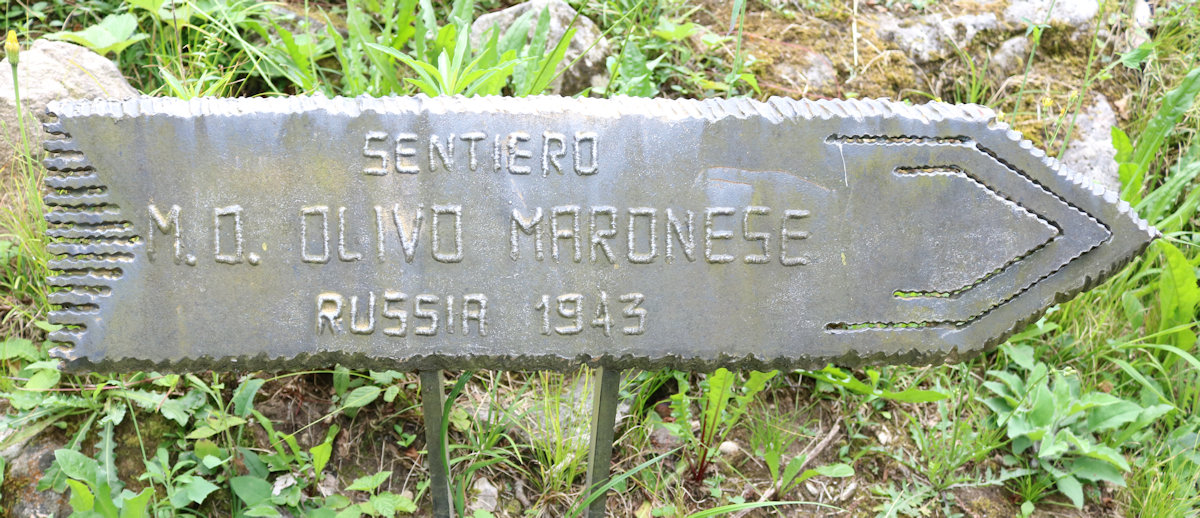 SENTIERO
M.O. OLIVO MARONESE
RUSSIA 1943